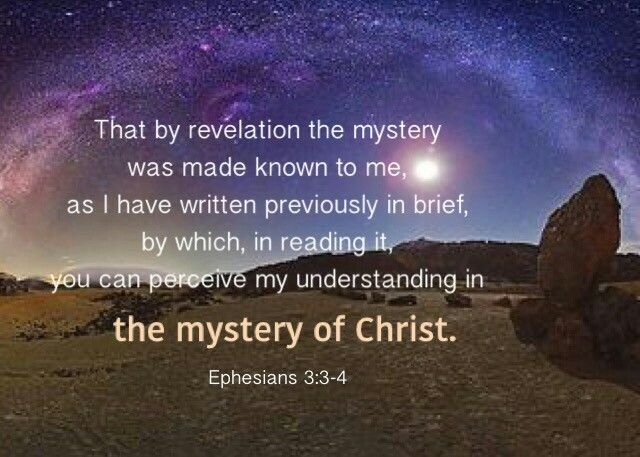 That by revelation the mystery
was made known to me,
as I have written previously in brief,
by which, in reading it,
you can perceive my understanding in
the mystery of Christ.
Ephesians 3:3-4